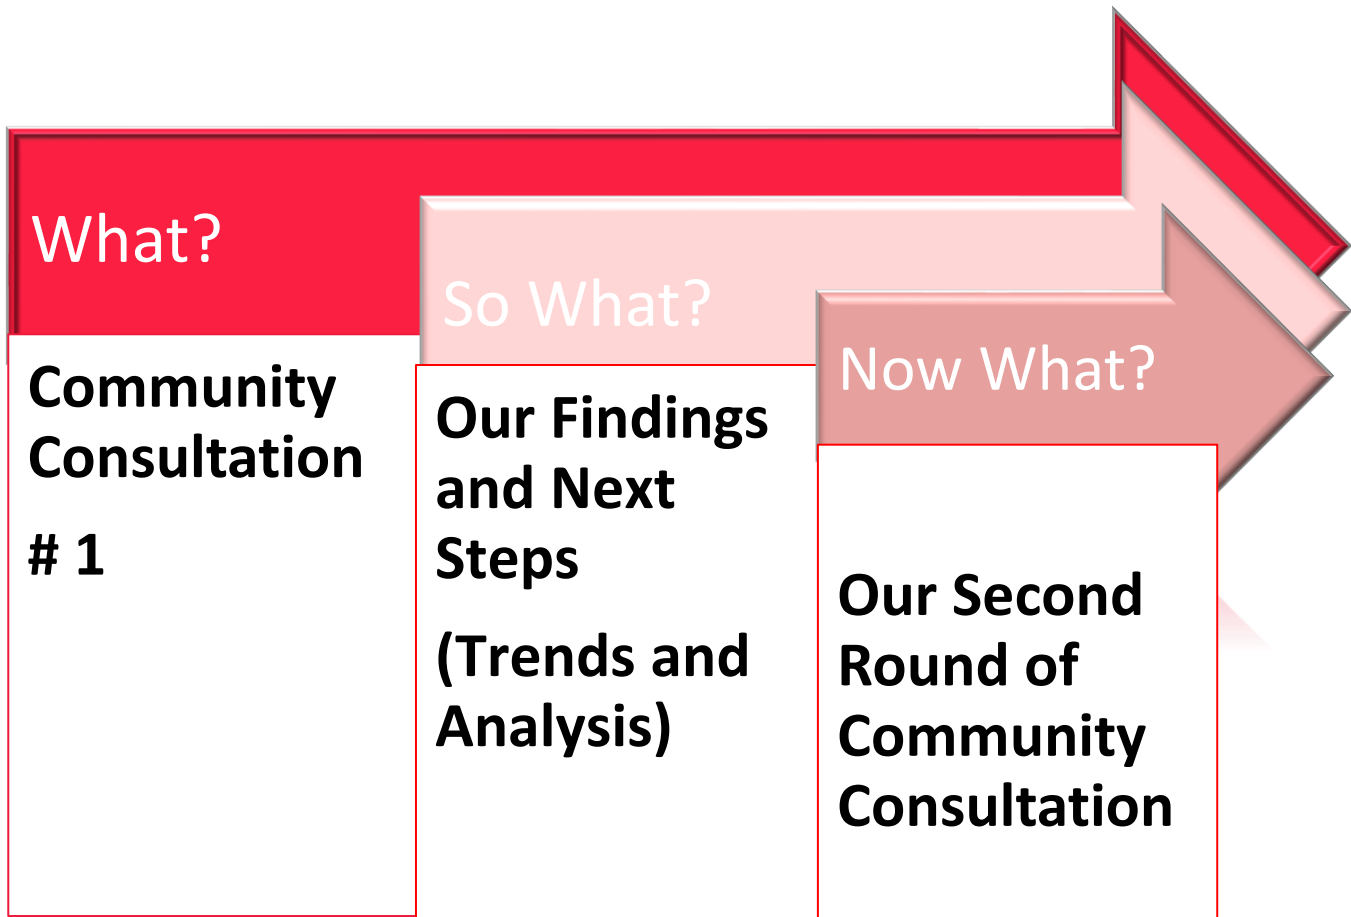 What?
Community
Consultation
# 1
So What?
Our Findings
and Next
Steps
(Trends and
Analysis)
Now What?
Our Second
Round of
Community
Consultation